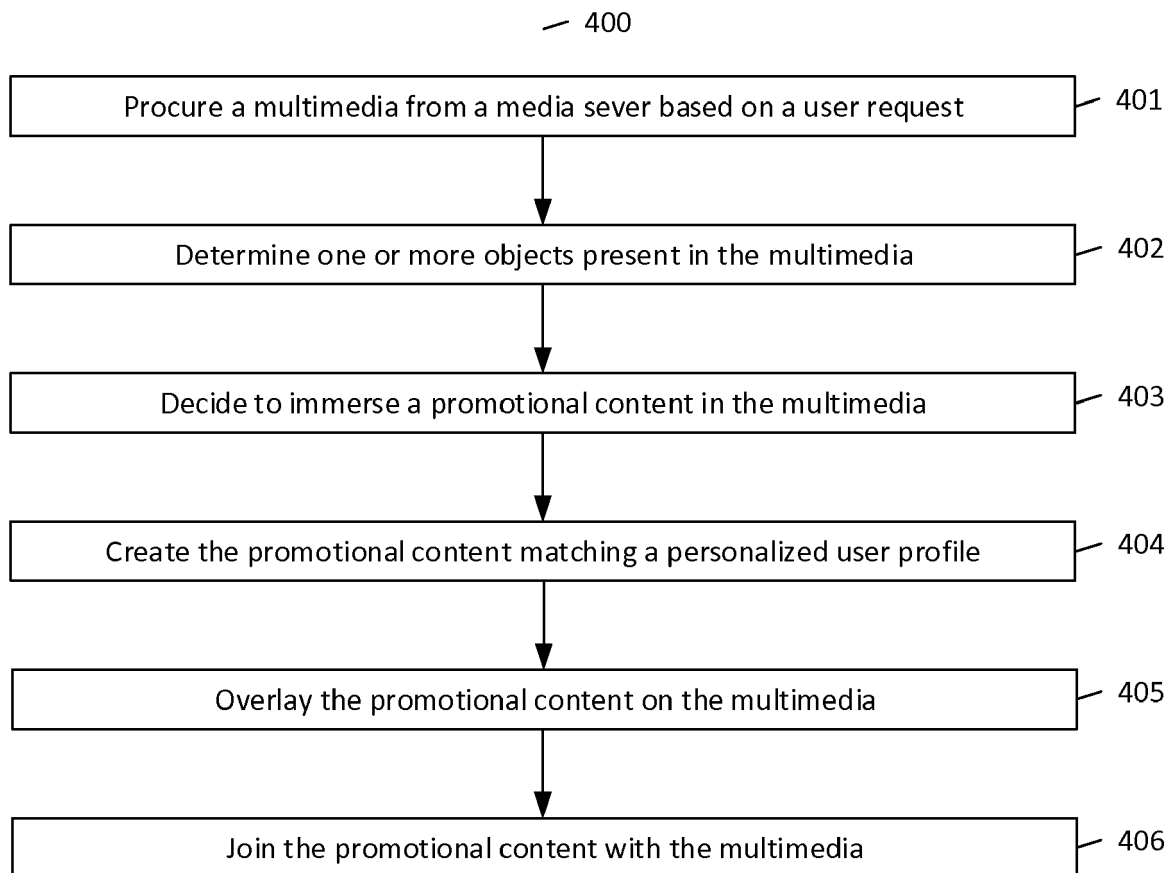 400
Procure a multimedia from a media sever based on a user request
401
Determine one or more objects present in the multimedia
402
Decide to immerse a promotional content in the multimedia
403
Create the promotional content matching a personalized user profile
404
Overlay the promotional content on the multimedia
405
Join the promotional content with the multimedia
406